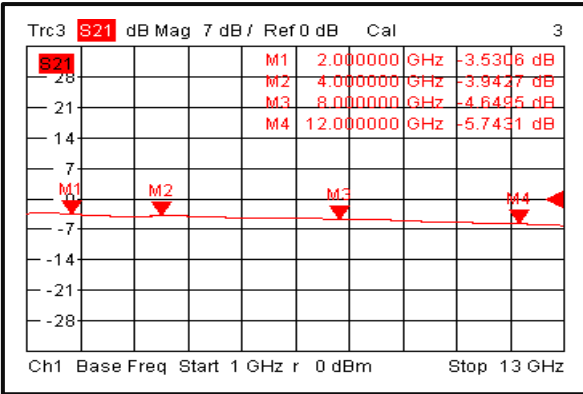 Trc3 S21 dB Mag 7 dB / Ref 0 dB Cal 3
S21
M1 2.000000 GHz -3.5306 dB
M2 4.000000 GHz -3.9427 dB
M3 8.000000 GHz -4.6495 dB
M4 12.000000 GHz -5.7431 dB
28
21
14
7
0
-7
-14
-21
-28
M1
M2
M3
M4
Ch1 Base Freq Start 1 GHz r 0 dBm Stop 13 GHz